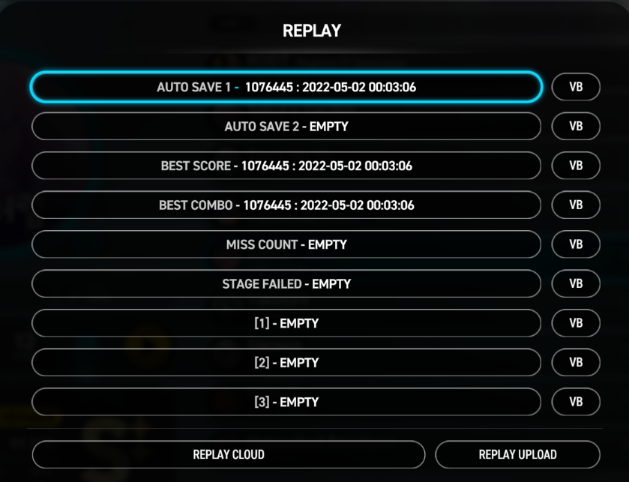 REPLAY
AUTO SAVE 1 - 1076445 : 2022-05-02 00:03:06 VB
AUTO SAVE 2 - EMPTY VB
BEST SCORE - 1076445 : 2022-05-02 00:03:06 VB
BEST COMBO - 1076445 : 2022-05-02 00:03:06 VB
MISS COUNT - EMPTY VB
STAGE FAILED - EMPTY VB
[1] - EMPTY VB
[2] - EMPTY VB
[3] - EMPTY VB
REPLAY CLOUD REPLAY UPLOAD